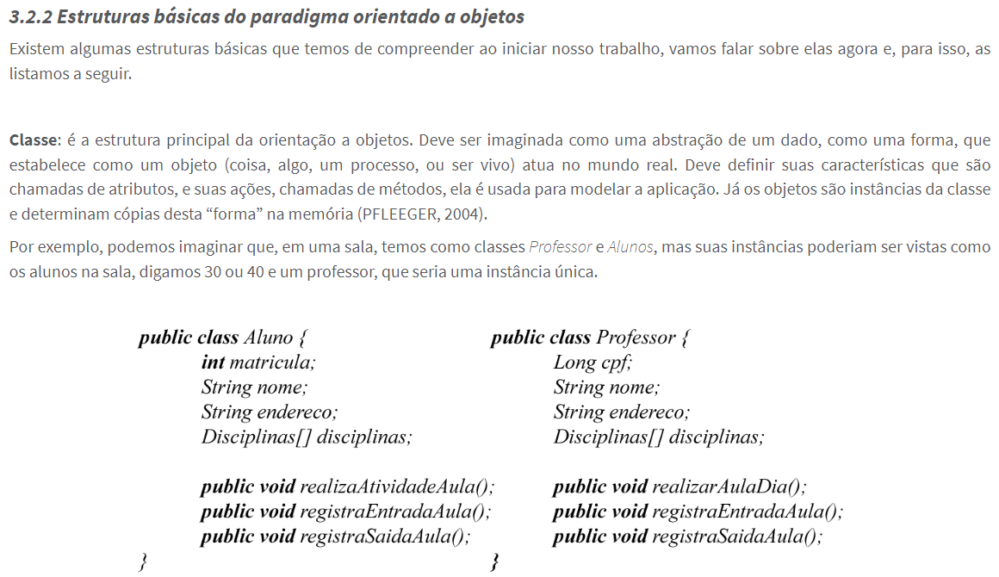 3.2.2 Estruturas básicas do paradigma orientado a objetos
Existem algumas estruturas básicas que temos de compreender ao iniciar nosso trabalho, vamos falar sobre elas agora e, para isso, as
listamos a seguir.
Classe: é a estrutura principal da orientação a objetos. Deve ser imaginada como uma abstração de um dado, como uma forma, que
estabelece como um objeto (coisa, algo, um processo, ou ser vivo) atua no mundo real. Deve definir suas características que são
chamadas de atributos, e suas ações, chamadas de métodos, ela é usada para modelar a aplicação. Já os objetos são instâncias da classe
e determinam cópias desta “forma” na memória (PFLEEGER, 2004).
Por exemplo, podemos imaginar que, em uma sala, temos como classes Professor e Alunos, mas suas instâncias poderiam ser vistas como
os alunos na sala, digamos 30 ou 40 e um professor, que seria uma instância única.
public class Aluno {
int matricula;
String nome;
String endereco;
Disciplinas[] disciplinas;
public void realizaAtividadeAula();
public void registraEntradaAula();
public void registraSaidaAula();
}
public class Professor {
Long cpf;
String nome;
String endereco;
Disciplinas[] disciplinas;
public void realizarAulaDia();
public void registraEntradaAula();
public void registraSaidaAula();
}